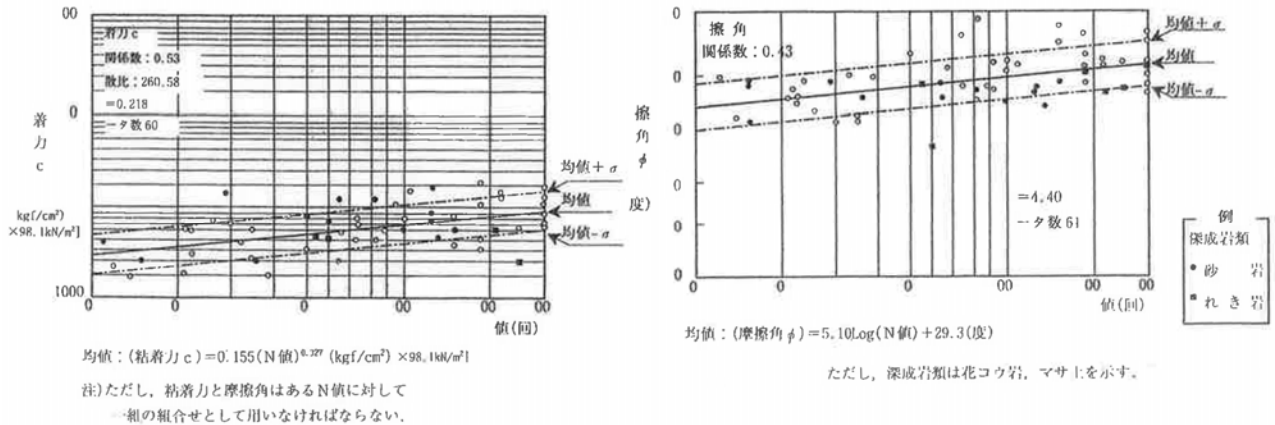 00
着力 c
関係数：0.53
散比：260.58
=0.218
ータ数60
0
着
力
c
kgf/cm²
×98.1kN/m²]
1000
0
0
0
00
00
00
値(回)
均値＋σ
均値
均値－σ
均値：(粘着力 c)＝0.155(N値)^0.327 (kgf/cm²) ×98.1kN/m²]
注)ただし，粘着力と摩擦角はあるN値に対して
一組の組合せとして用いなければならない．
0
擦 角
関係数：0.43
0
0
擦
角
φ
度)
0
0
0
=4.40
ータ数 61
0
0
0
00
00
00
値(回)
均値＋σ
均値
均値－σ
例
深成岩類
砂 岩
れ き 岩
均値：(摩擦角φ)＝5.10Log(N値)＋29.3(度)
ただし，深成岩類は花コウ岩，マサ土を示す。